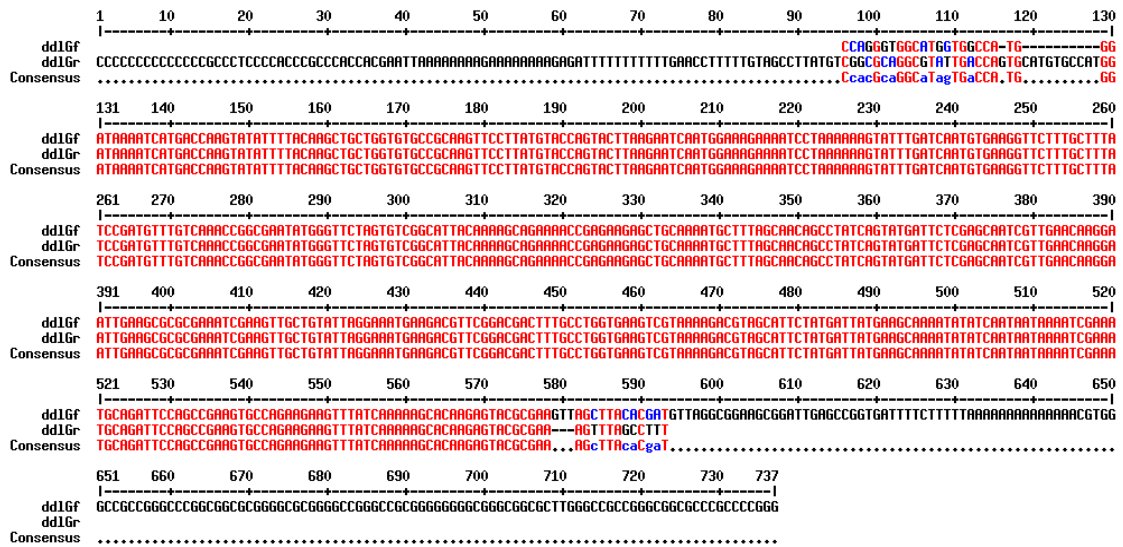 1 10 20 30 40 50 60 70 80 90 100 110 120 130
|--------+---------+---------+---------+---------+---------+---------+---------+---------+---------+---------+---------+---------|
ddlGf CCAGGGTGGCATGGTGGCCA-TG----------GG
ddlGr CCCCCCCCCCCCCCGCCCTCCCCACCCGCCCACCACGAATTAAAAAAAAAGAAAAAAAAAGAGATTTTTTTTTTTGAACCTTTTTGTAGCCTTATGTCGGCGCAGGCGTATTGACCAGTGCATGTGCCATGG
Consensus ...............................................................................................CcacGcaGGCaTagTgaCCA.TG..........GG
131 140 150 160 170 180 190 200 210 220 230 240 250 260
|--------+---------+---------+---------+---------+---------+---------+---------+---------+---------+---------+---------+---------|
ddlGf ATAAAATCATGACCAAGTATATTTTACAAGCTGCTGGTGTGCCGCAAGTTCCTTATGTACCAGTACTTAAGAATCAATGGAAAGAAAATCCTAAAAAAGTATTTGATCAATGTGAAGGTTCTTTGCTTTA
ddlGr ATAAAATCATGACCAAGTATATTTTACAAGCTGCTGGTGTGCCGCAAGTTCCTTATGTACCAGTACTTAAGAATCAATGGAAAGAAAATCCTAAAAAAGTATTTGATCAATGTGAAGGTTCTTTGCTTTA
Consensus ATAAAATCATGACCAAGTATATTTTACAAGCTGCTGGTGTGCCGCAAGTTCCTTATGTACCAGTACTTAAGAATCAATGGAAAGAAAATCCTAAAAAAGTATTTGATCAATGTGAAGGTTCTTTGCTTTA
261 270 280 290 300 310 320 330 340 350 360 370 380 390
|--------+---------+---------+---------+---------+---------+---------+---------+---------+---------+---------+---------+---------|
ddlGf TCCGATGTTTGTCAAACCGGCGAATATGGGTTCTAGTGTCGGCATTACAAAAGCAGAAAACCGAGAAGAGCTGCAAAATGCTTTAGCAACAGCCTATCAGTATGATTCTCGAGCAATCGTTGAACAAGGA
ddlGr TCCGATGTTTGTCAAACCGGCGAATATGGGTTCTAGTGTCGGCATTACAAAAGCAGAAAACCGAGAAGAGCTGCAAAATGCTTTAGCAACAGCCTATCAGTATGATTCTCGAGCAATCGTTGAACAAGGA
Consensus TCCGATGTTTGTCAAACCGGCGAATATGGGTTCTAGTGTCGGCATTACAAAAGCAGAAAACCGAGAAGAGCTGCAAAATGCTTTAGCAACAGCCTATCAGTATGATTCTCGAGCAATCGTTGAACAAGGA
391 400 410 420 430 440 450 460 470 480 490 500 510 520
|--------+---------+---------+---------+---------+---------+---------+---------+---------+---------+---------+---------+---------|
ddlGf ATTGAAGCGCGCGAAATCGAAGTTGCTGTATTAGGAAATGAAGACGTTCGGACGACTTTGCCTGGTGAAGTCGTAAAAGACGTAGCATTCTATGATTATGAAGCAAAATATATCAATAATAAAATCGAAA
ddlGr ATTGAAGCGCGCGAAATCGAAGTTGCTGTATTAGGAAATGAAGACGTTCGGACGACTTTGCCTGGTGAAGTCGTAAAAGACGTAGCATTCTATGATTATGAAGCAAAATATATCAATAATAAAATCGAAA
Consensus ATTGAAGCGCGCGAAATCGAAGTTGCTGTATTAGGAAATGAAGACGTTCGGACGACTTTGCCTGGTGAAGTCGTAAAAGACGTAGCATTCTATGATTATGAAGCAAAATATATCAATAATAAAATCGAAA
521 530 540 550 560 570 580 590 600 610 620 630 640 650
|--------+---------+---------+---------+---------+---------+---------+---------+---------+---------+---------+---------+---------|
ddlGf TGCAGATTCCAGCCGAAGTGCCAGAAGAAGTTTATCAAAAAGCACAAGAGTACGCGAAGTTAGCTTACACGATGTTAGGCGGAAGCGGATTGAGCCGGTGATTTTCTTTTTAAAAAAAAAAAAAAACGTGG
ddlGr TGCAGATTCCAGCCGAAGTGCCAGAAGAAGTTTATCAAAAAGCACAAGAGTACGCGAA---AGTTTAGCCTTT
Consensus TGCAGATTCCAGCCGAAGTGCCAGAAGAAGTTTATCAAAAAGCACAAGAGTACGCGAA...AGcTTAcaCgaT.........................................................
651 660 670 680 690 700 710 720 730 737
|--------+---------+---------+---------+---------+---------+---------+---------+------|
ddlGf GCCGCCGGGCCCGGCGGCGCGGGGCGCGGGGCCGGGCCGCGGGGGGGGCGGGCGGCGCTTGGGCCGCCGGGCGGCGCCCGCCCCGGG
ddlGr
Consensus .......................................................................................